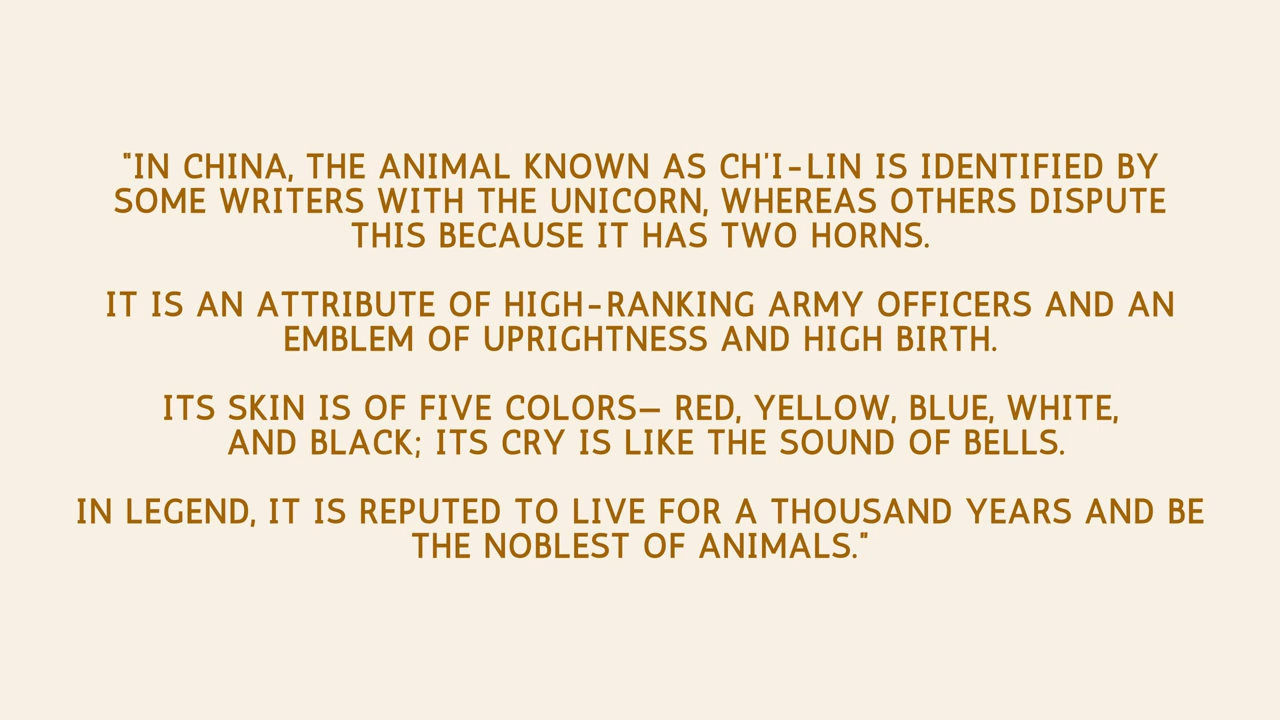 "IN CHINA, THE ANIMAL KNOWN AS CH'I-LIN IS IDENTIFIED BY
SOME WRITERS WITH THE UNICORN, WHEREAS OTHERS DISPUTE
THIS BECAUSE IT HAS TWO HORNS.
IT IS AN ATTRIBUTE OF HIGH-RANKING ARMY OFFICERS AND AN
EMBLEM OF UPRIGHTNESS AND HIGH BIRTH.
ITS SKIN IS OF FIVE COLORS— RED, YELLOW, BLUE, WHITE,
AND BLACK; ITS CRY IS LIKE THE SOUND OF BELLS.
IN LEGEND, IT IS REPUTED TO LIVE FOR A THOUSAND YEARS AND BE
THE NOBLEST OF ANIMALS."